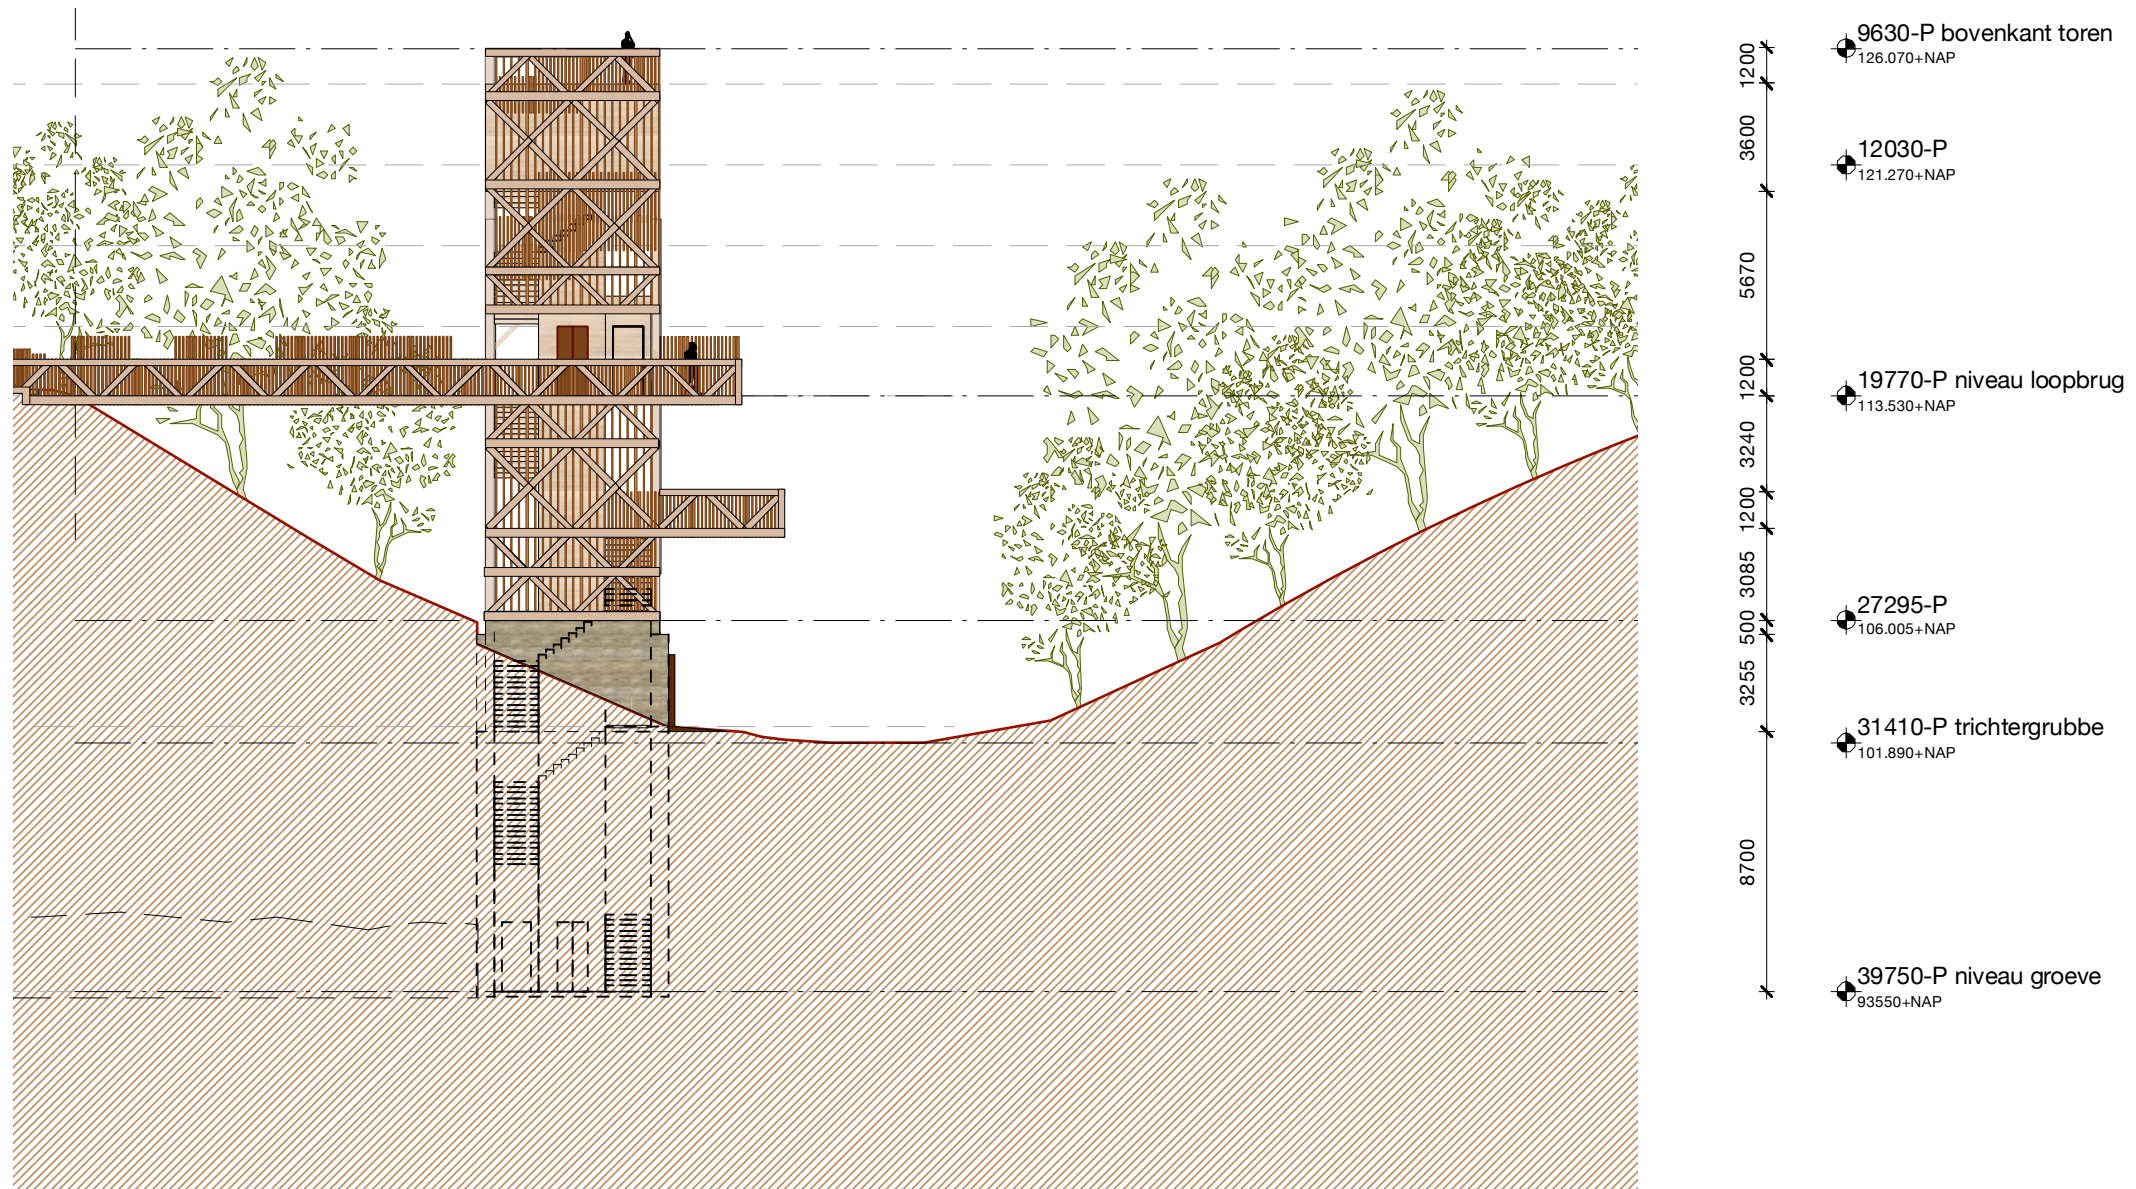 1200
3600
5670
1200
3240
1200
3085
500
3255
8700
9630-P bovenkant toren
126.070+NAP
12030-P
121.270+NAP
19770-P niveau loopbrug
113.530+NAP
27295-P
106.005+NAP
31410-P trichtergrubbe
101.890+NAP
39750-P niveau groeve
93550+NAP